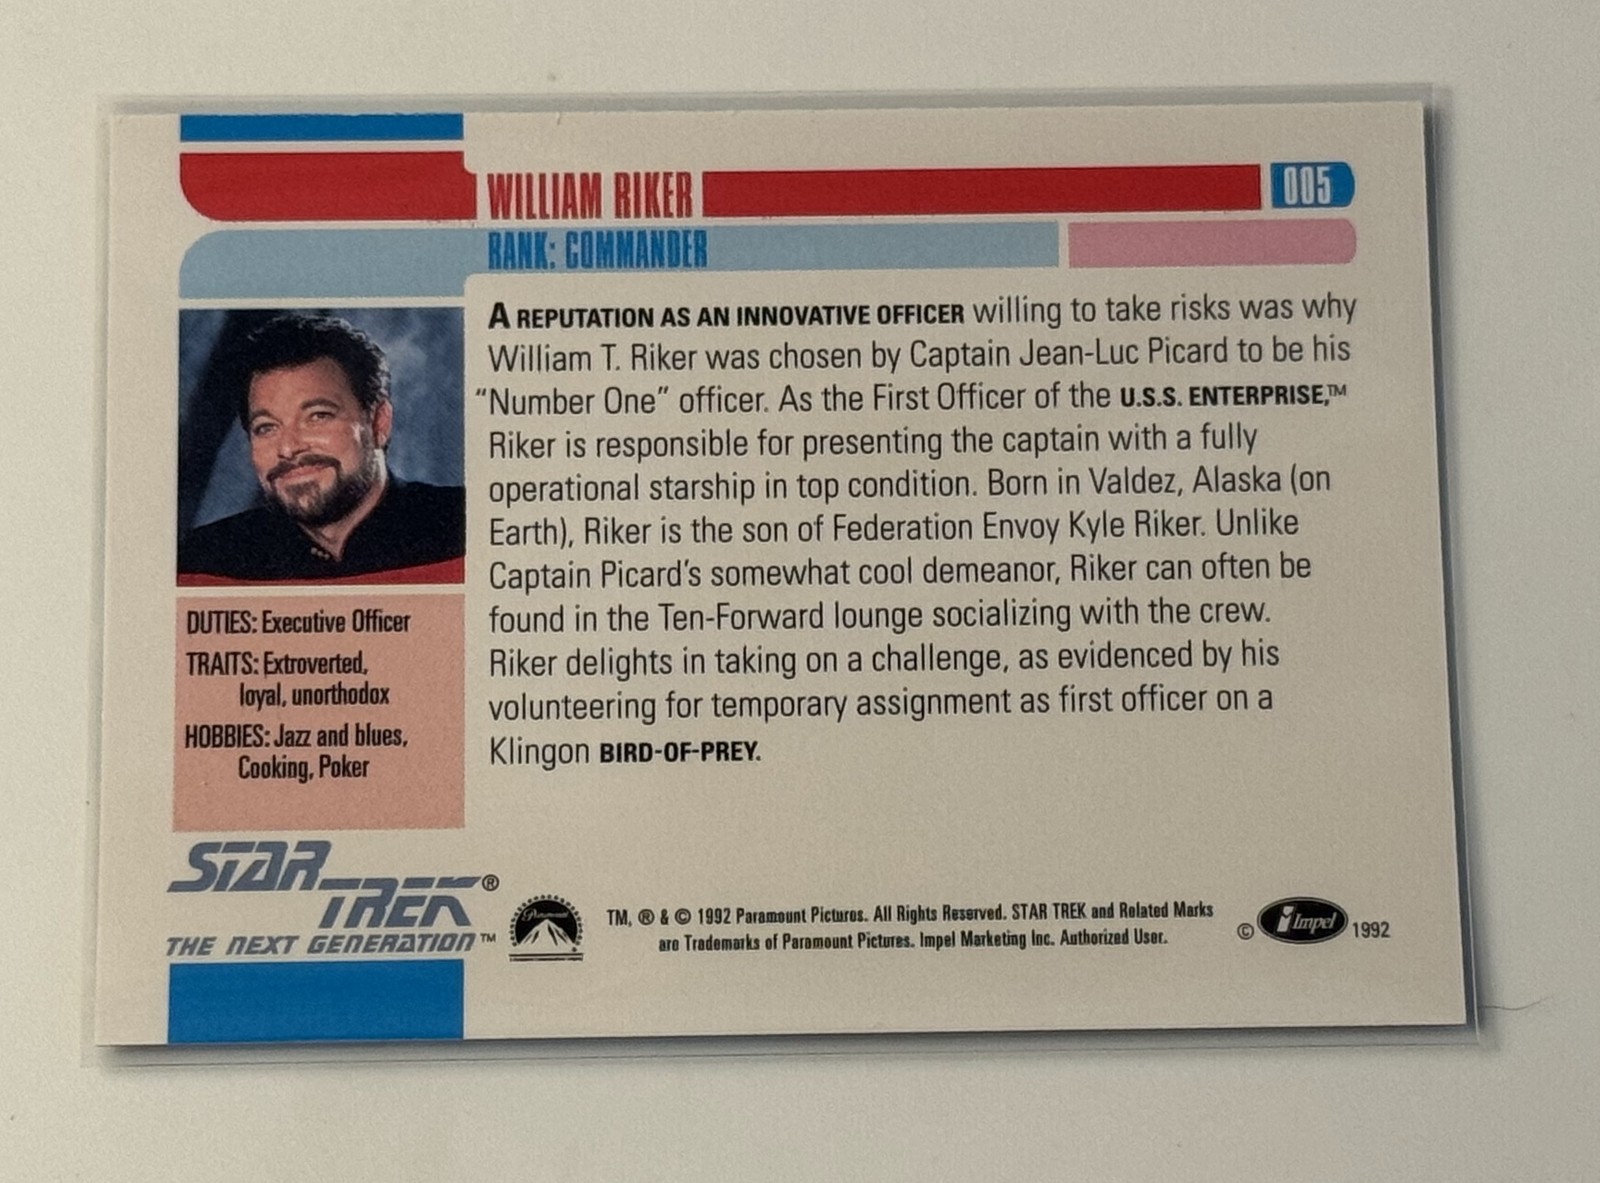 WILLIAM RIKER
005
RANK: COMMANDER
A REPUTATION AS AN INNOVATIVE OFFICER willing to take risks was why
William T. Riker was chosen by Captain Jean-Luc Picard to be his
“Number One” officer. As the First Officer of the U.S.S. ENTERPRISE,™
Riker is responsible for presenting the captain with a fully
operational starship in top condition. Born in Valdez, Alaska (on
Earth), Riker is the son of Federation Envoy Kyle Riker. Unlike
Captain Picard’s somewhat cool demeanor, Riker can often be
found in the Ten-Forward lounge socializing with the crew.
Riker delights in taking on a challenge, as evidenced by his
volunteering for temporary assignment as first officer on a
Klingon BIRD-OF-PREY.
DUTIES: Executive Officer
TRAITS: Extroverted,
loyal, unorthodox
HOBBIES: Jazz and blues,
Cooking, Poker
STAR
TREK®
THE NEXT GENERATION™
Paramount
TM, ® & © 1992 Paramount Pictures. All Rights Reserved. STAR TREK and Related Marks
are Trademarks of Paramount Pictures. Impel Marketing Inc. Authorized User.
© Impel 1992